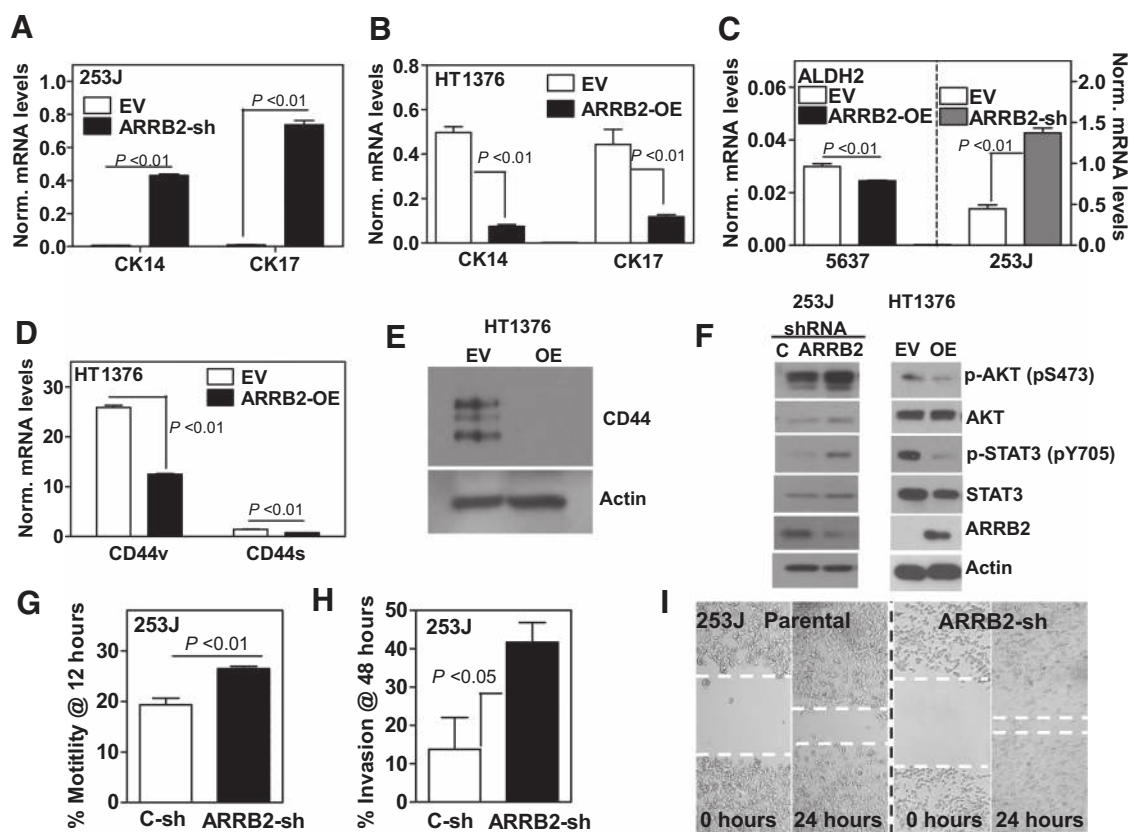 A
253J
EV
ARRB2-sh
P <0.01
P <0.01
Norm. mRNA levels
1.0
0.8
0.6
0.4
0.2
0.0
CK14 CK17
B
HT1376
EV
ARRB2-OE
P <0.01
P <0.01
Norm. mRNA levels
0.8
0.6
0.4
0.2
0.0
CK14 CK17
C
ALDH2
EV
ARRB2-OE
EV
ARRB2-sh
P <0.01
P <0.01
Norm. mRNA levels
0.06
0.04
0.02
0.00
Norm. mRNA levels
2.0
1.5
1.0
0.5
0.0
5637 253J
D
HT1376
EV
ARRB2-OE
P <0.01
P <0.01
Norm. mRNA levels
30
20
10
0
CD44v CD44s
E
HT1376
EV OE
CD44
Actin
F
253J HT1376
shRNA
C ARRB2 EV OE
p-AKT (pS473)
AKT
p-STAT3 (pY705)
STAT3
ARRB2
Actin
G
253J
P <0.01
% Motitlity @ 12 hours
30
20
10
0
C-sh ARRB2-sh
H
253J
P <0.05
% Invasion @ 48 hours
50
40
30
20
10
0
C-sh ARRB2-sh
I
253J Parental ARRB2-sh
0 hours 24 hours 0 hours 24 hours